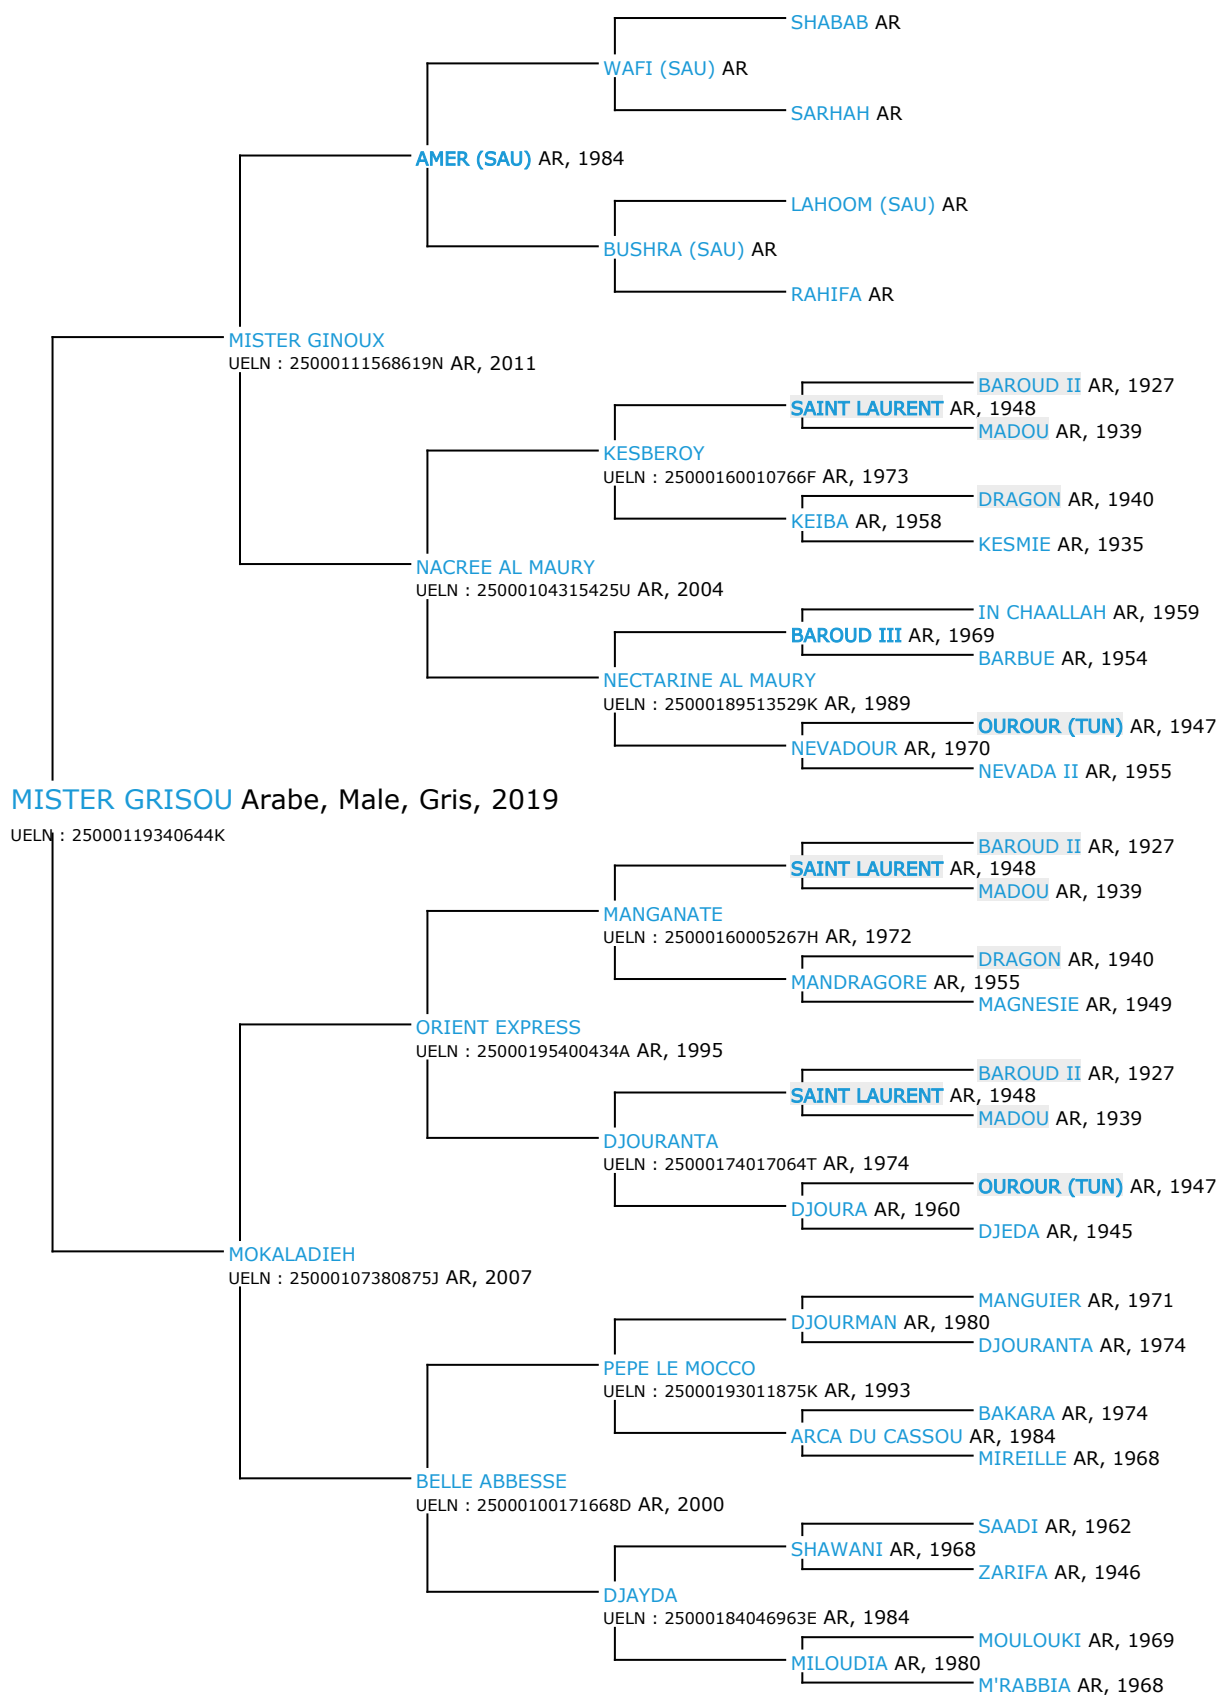 SHABAB AR
WAFI (SAU) AR
SARHAH AR
AMER (SAU) AR, 1984
LAHOOM (SAU) AR
BUSHRA (SAU) AR
RAHIFA AR
MISTER GINOUX
UELN : 25000111568619N AR, 2011
BAROUD II AR, 1927
SAINT LAURENT AR, 1948
MADOU AR, 1939
KESBEROY
UELN : 25000160010766F AR, 1973
DRAGON AR, 1940
KEIBA AR, 1958
KESMIE AR, 1935
NACREE AL MAURY
UELN : 25000104315425U AR, 2004
IN CHAALLAH AR, 1959
BAROUD III AR, 1969
BARBUE AR, 1954
NECTARINE AL MAURY
UELN : 25000189513529K AR, 1989
OUROUR (TUN) AR, 1947
NEVADOUR AR, 1970
NEVADA II AR, 1955
MISTER GRISOU Arabe, Male, Gris, 2019
UELN : 25000119340644K
BAROUD II AR, 1927
SAINT LAURENT AR, 1948
MADOU AR, 1939
MANGANATE
UELN : 25000160005267H AR, 1972
DRAGON AR, 1940
MANDRAGORE AR, 1955
MAGNESIE AR, 1949
ORIENT EXPRESS
UELN : 25000195400434A AR, 1995
BAROUD II AR, 1927
SAINT LAURENT AR, 1948
MADOU AR, 1939
DJOURANTA
UELN : 25000174017064T AR, 1974
OUROUR (TUN) AR, 1947
DJOURA AR, 1960
DJEDA AR, 1945
MOKALADIEH
UELN : 25000107380875J AR, 2007
MANGUIER AR, 1971
DJOURMAN AR, 1980
DJOURANTA AR, 1974
PEPE LE MOCCO
UELN : 25000193011875K AR, 1993
BAKARA AR, 1974
ARCA DU CASSOU AR, 1984
MIREILLE AR, 1968
BELLE ABBESSE
UELN : 25000100171668D AR, 2000
SAADI AR, 1962
SHAWANI AR, 1968
ZARIFA AR, 1946
DJAYDA
UELN : 25000184046963E AR, 1984
MOULOUKI AR, 1969
MILOUDIA AR, 1980
M'RABBIA AR, 1968